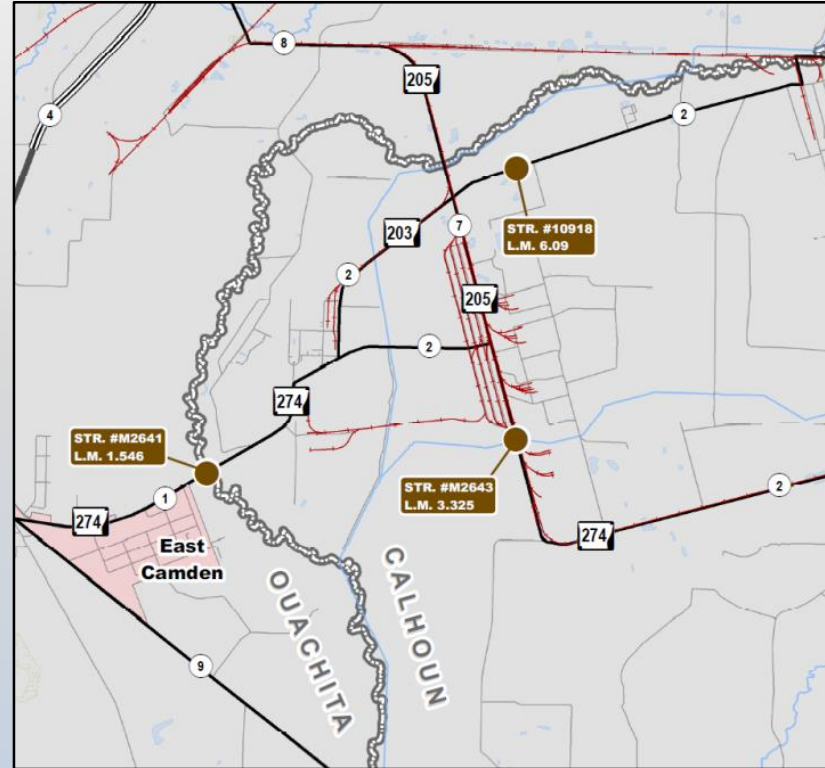 8
205
4
2
STR. #10918
L.M. 6.09
203
7
2
205
2
274
STR. #M2641
L.M. 1.546
STR. #M2643
L.M. 3.325
1
2
274
274
East
Camden
CALHOUN
OUACHITA
9